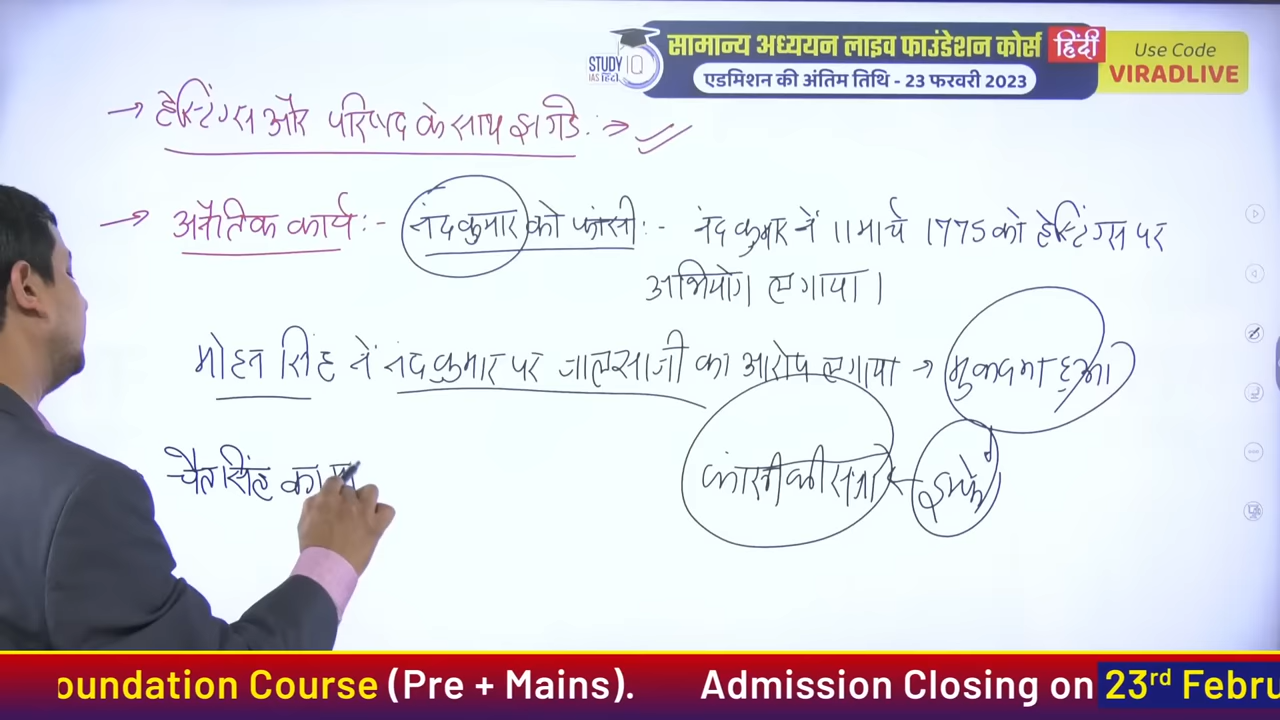 STUDY IQ
IAS हिंदी
सामान्य अध्ययन लाइव फाउंडेशन कोर्स हिंदी
एडमिशन की अंतिम तिथि - 23 फरवरी 2023
Use Code
VIRADLIVE
→ हेस्टिंग्स और परिषद के साथ झगडे :→
→ अनैतिक कार्य :- नंदकुमार को फांसी :- नंदकुमार नें 11 मार्च 1775 को हेस्टिंग्स पर
अभियोग लगाया ।
मोहन सिंह नें नंदकुमार पर जालसाजी का आरोप लगाया → मुकदमा हुआ
चैत सिंह का
फांसी की सजा ←
oundation Course (Pre + Mains). Admission Closing on 23rd Febru